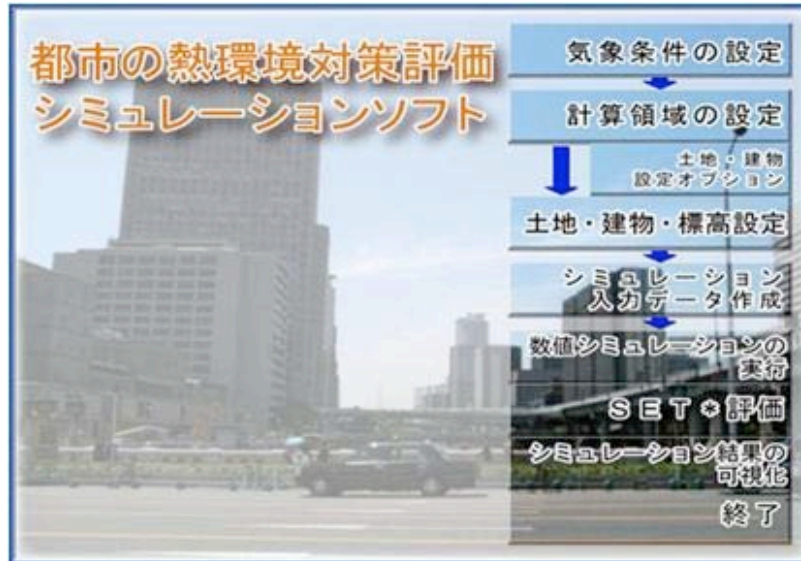 都市の熱環境対策評価
シミュレーションソフト
気象条件の設定
計算領域の設定
土地・建物
設定オプション
土地・建物・標高設定
シミュレーション
入力データ作成
数値シミュレーションの
実行
ＳＥＴ＊評価
シミュレーション結果の
可視化
終了